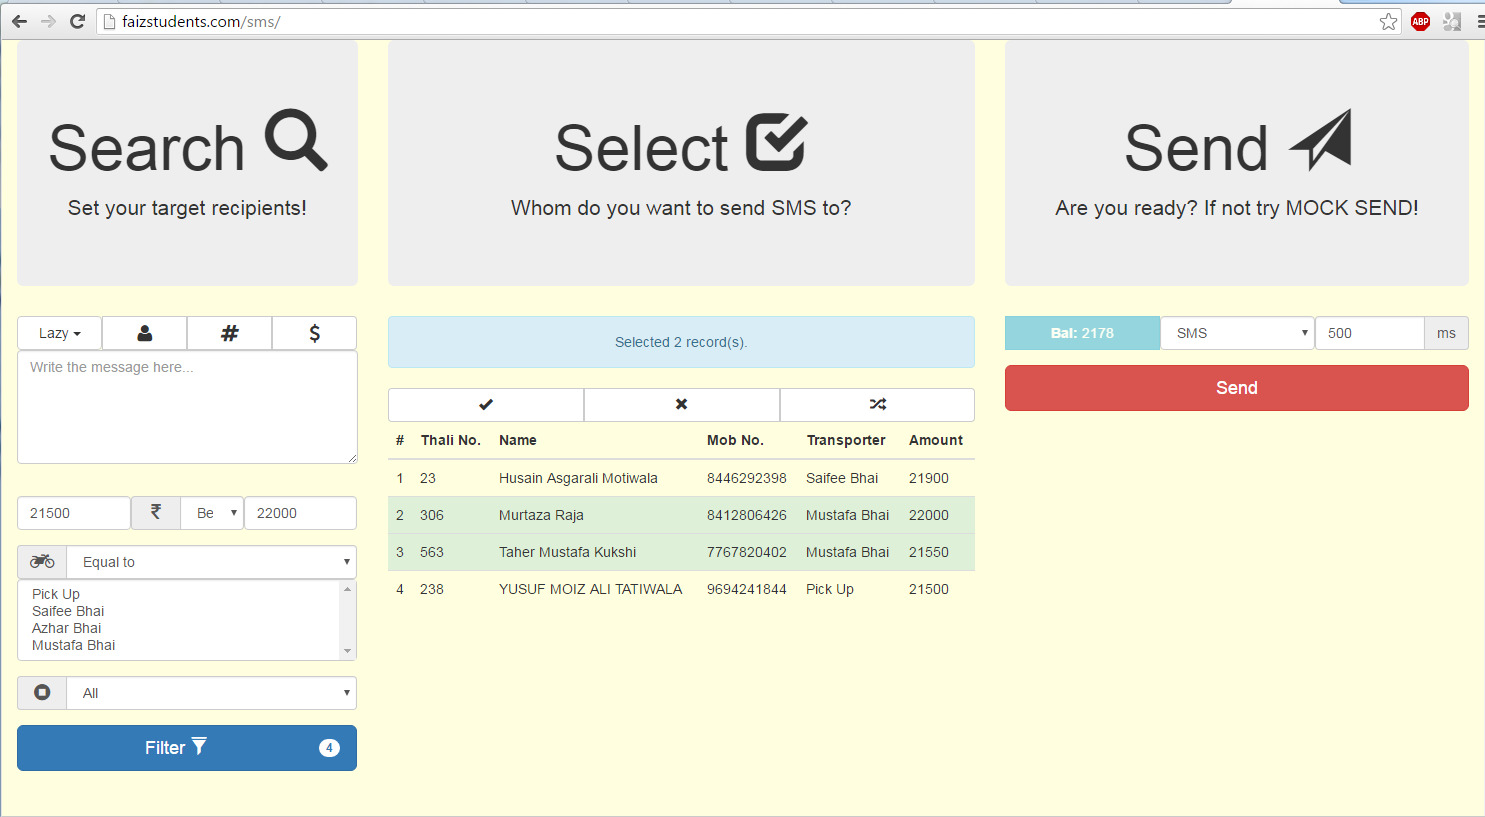 faizstudents.com/sms/
ABP
Search
Set your target recipients!
Select
Whom do you want to send SMS to?
Send
Are you ready? If not try MOCK SEND!
Lazy # $
Write the message here...
21500 ₹ Be 22000
Equal to
Pick Up
Saifee Bhai
Azhar Bhai
Mustafa Bhai
All
Filter 4
Selected 2 record(s).
# Thali No. Name Mob No. Transporter Amount
1 23 Husain Asgarali Motiwala 8446292398 Saifee Bhai 21900
2 306 Murtaza Raja 8412806426 Mustafa Bhai 22000
3 563 Taher Mustafa Kukshi 7767820402 Mustafa Bhai 21550
4 238 YUSUF MOIZ ALI TATIWALA 9694241844 Pick Up 21500
Bal: 2178 SMS 500 ms
Send